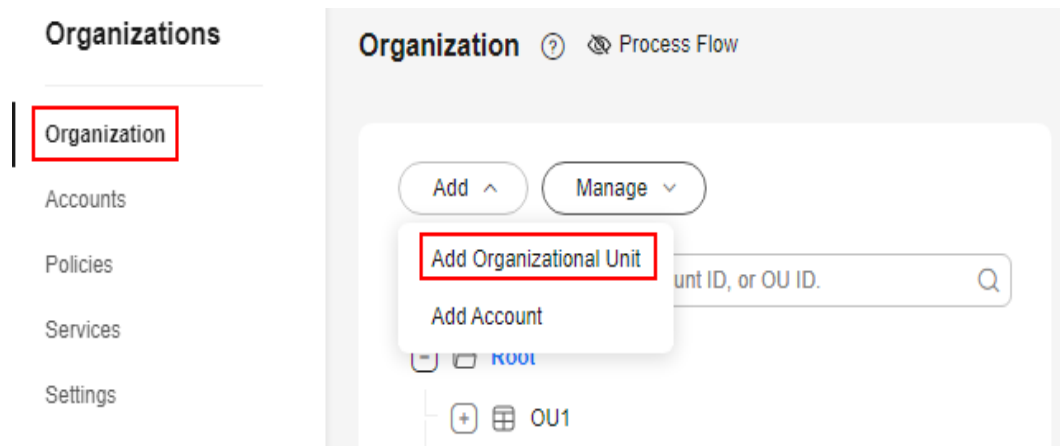 Organizations
Organization
Accounts
Policies
Services
Settings
Organization ? Process Flow
Add Manage
Add Organizational Unit
unt ID, or OU ID.
Add Account
Root
OU1